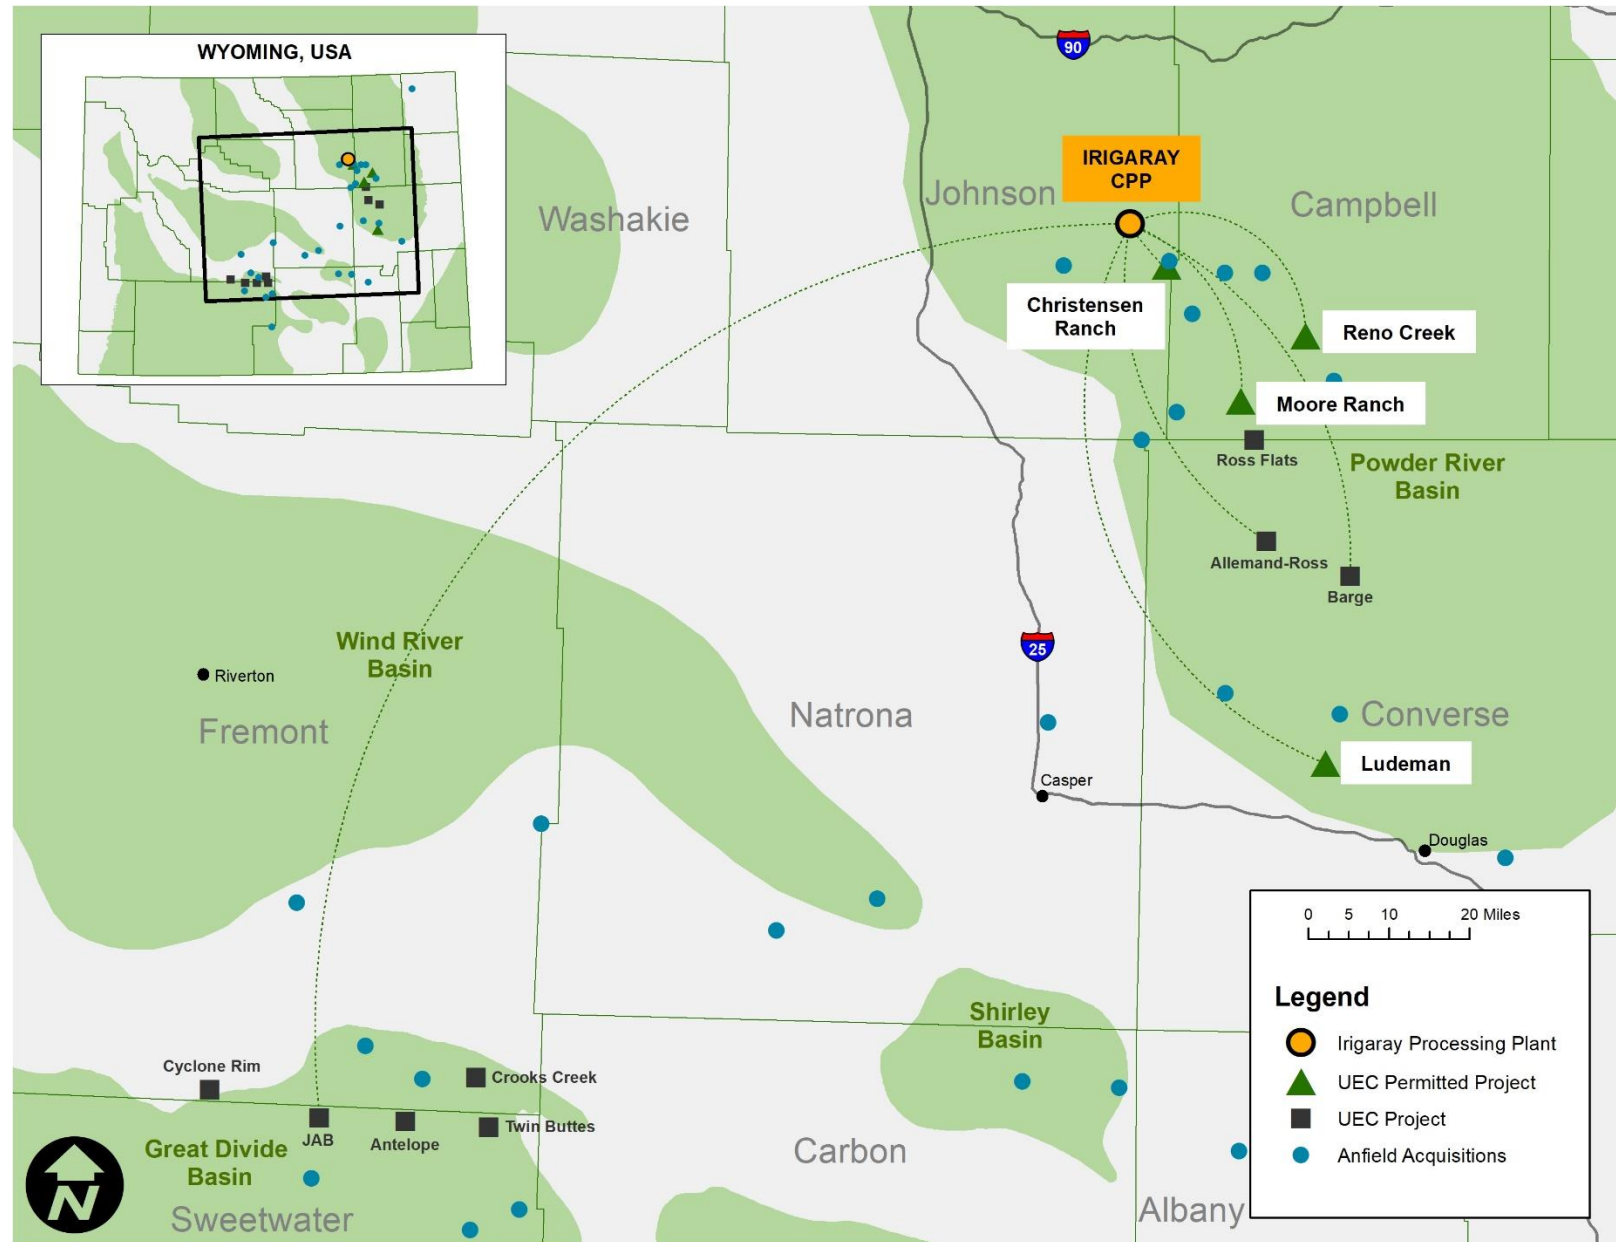 WYOMING, USA
90
IRIGARAY
CPP
Johnson
Campbell
Washakie
Christensen
Ranch
Reno Creek
Moore Ranch
Ross Flats
Powder River
Basin
Allemand-Ross
Barge
25
Wind River
Basin
Riverton
Fremont
Natrona
Converse
Ludeman
Casper
Douglas
0 5 10 20 Miles
Legend
Irigaray Processing Plant
UEC Permitted Project
UEC Project
Anfield Acquisitions
Shirley
Basin
Cyclone Rim
Crooks Creek
JAB
Antelope
Twin Buttes
Great Divide
Basin
Carbon
Sweetwater
Albany
N